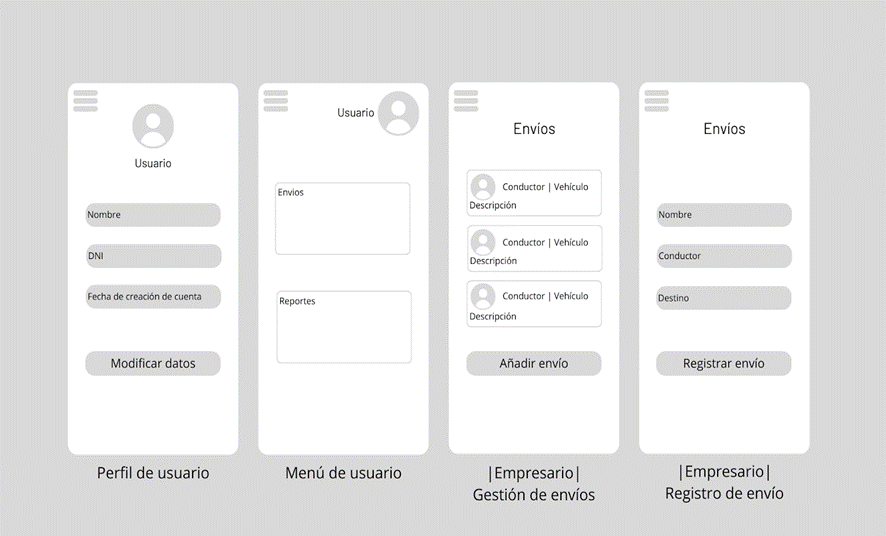 Usuario
Nombre
DNI
Fecha de creación de cuenta
Modificar datos
Perfil de usuario
Usuario
Envios
Reportes
Menú de usuario
Envíos
Conductor | Vehículo
Descripción
Conductor | Vehículo
Descripción
Conductor | Vehículo
Descripción
Añadir envío
|Empresario|
Gestión de envíos
Envíos
Nombre
Conductor
Destino
Registrar envío
|Empresario|
Registro de envío